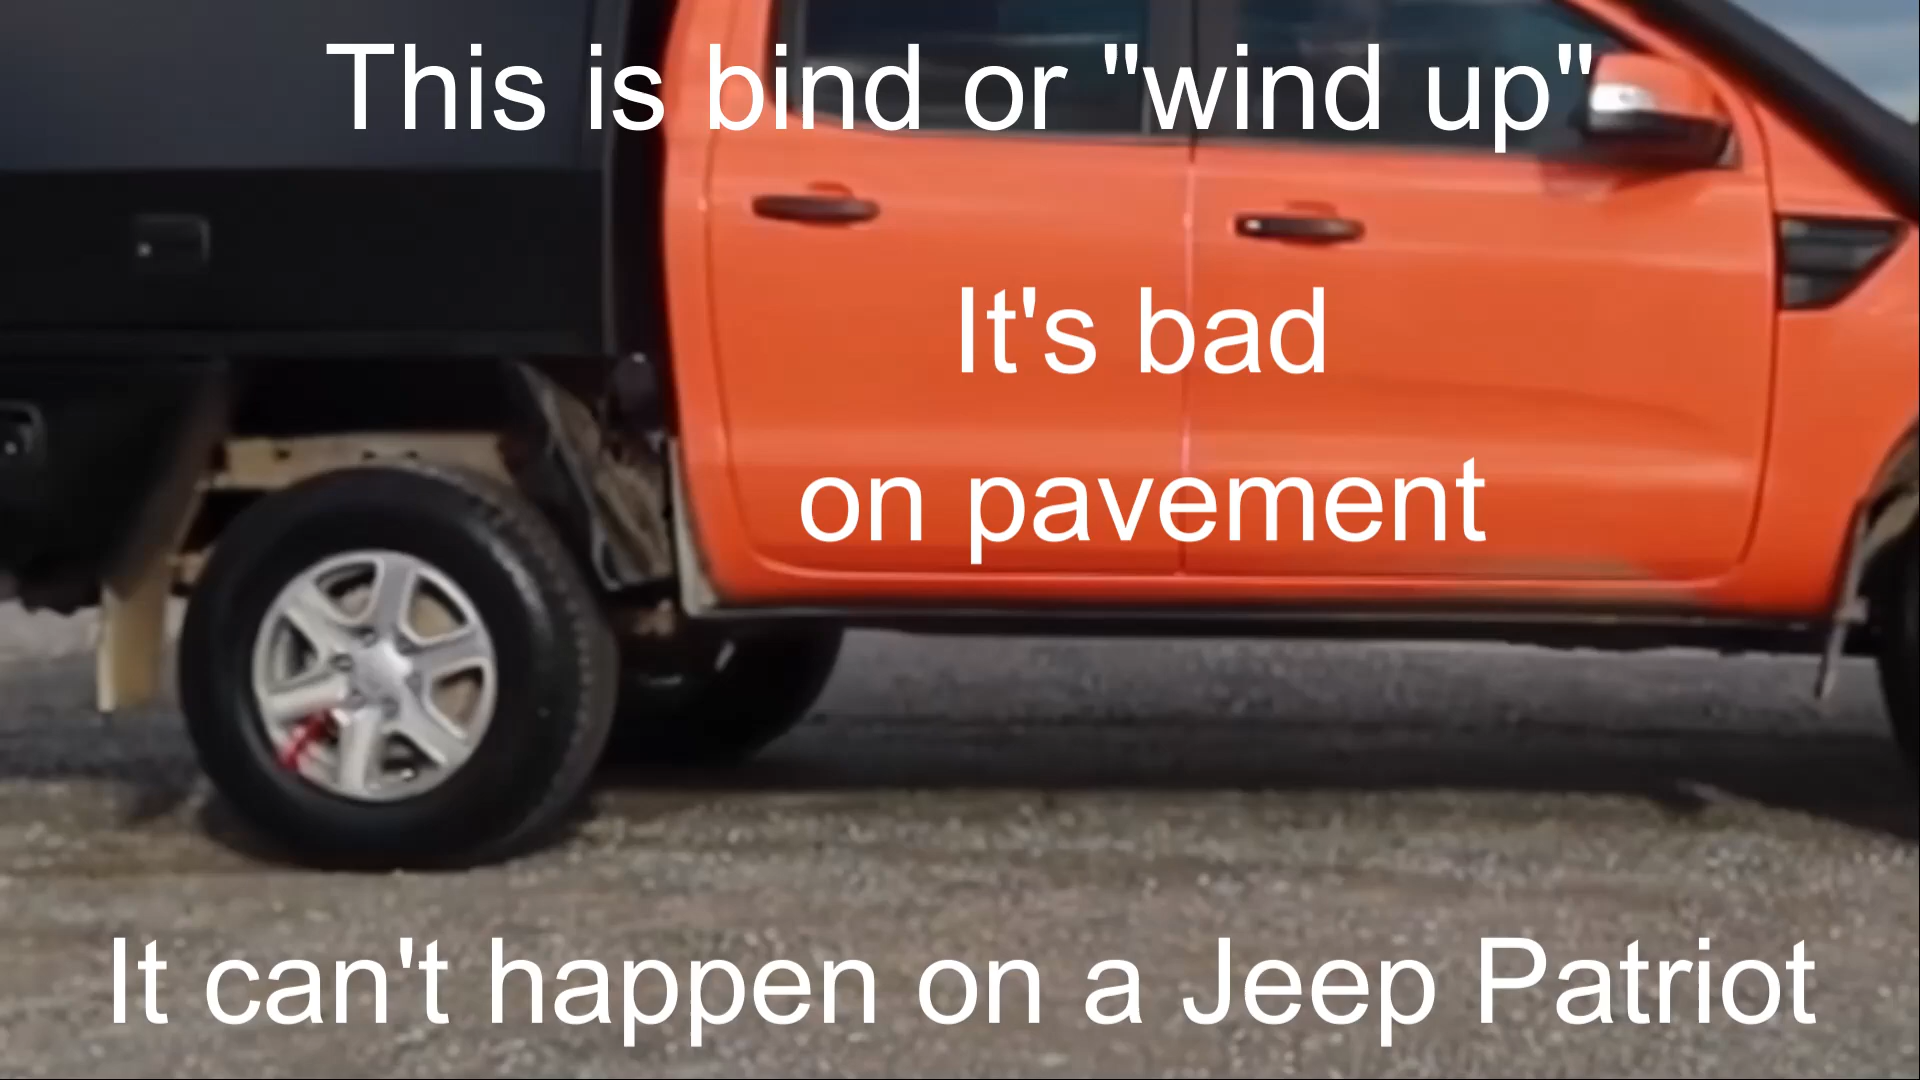 This is bind or "wind up"
It's bad
on pavement
It can't happen on a Jeep Patriot